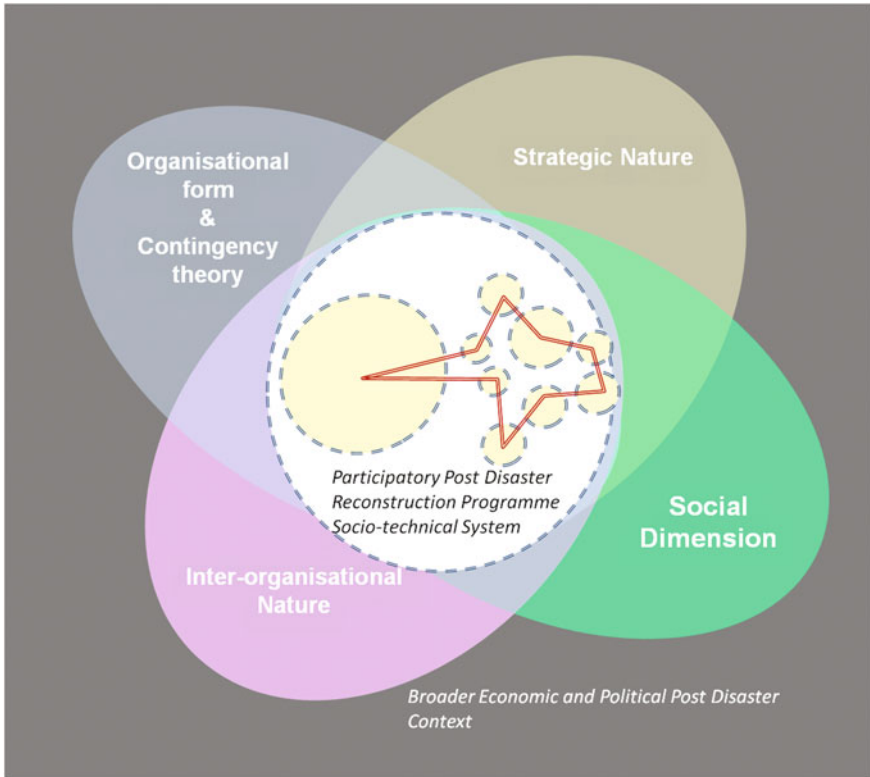 Organisational
form
&
Contingency
theory
Strategic Nature
Participatory Post Disaster
Reconstruction Programme
Socio-technical System
Social
Dimension
Inter-organisational
Nature
Broader Economic and Political Post Disaster
Context